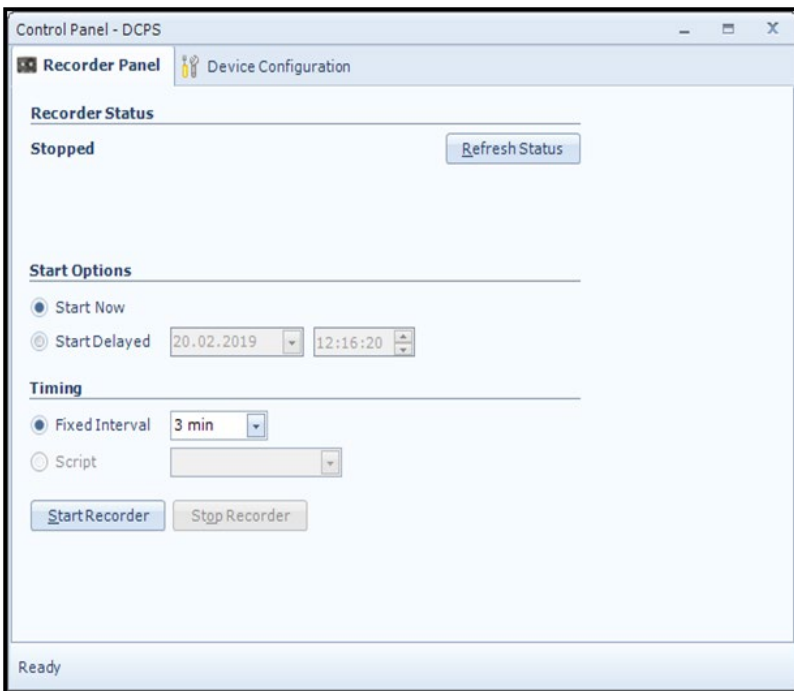 Control Panel - DCPS
Recorder Panel Device Configuration
Recorder Status
Stopped Refresh Status
Start Options
Start Now
Start Delayed 20.02.2019 12:16:20
Timing
Fixed Interval 3 min
Script
Start Recorder Stop Recorder
Ready